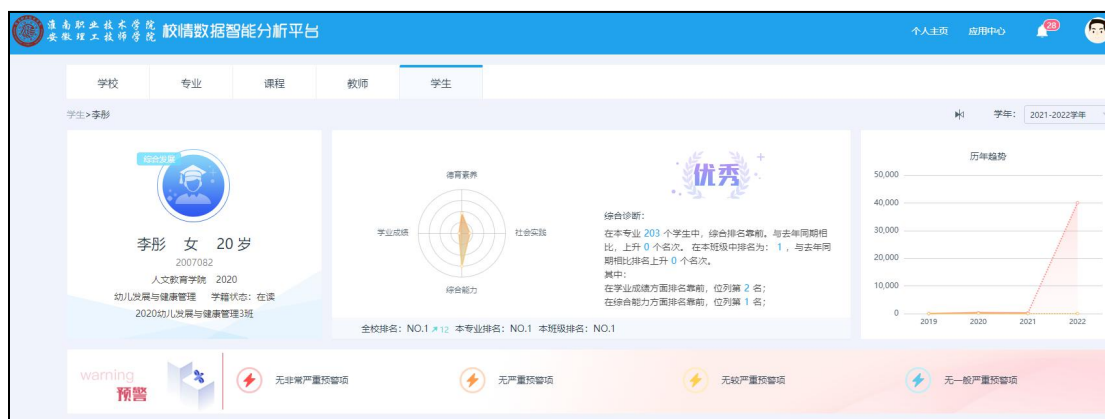 淮南职业技术学院
安徽理工技师学院
校情数据智能分析平台
个人主页 应用中心 28
学校 专业 课程 教师 学生
学生>李彤
学年： 2021-2022学年
综合发展
李彤 女 20岁
2007082
人文教育学院 2020
幼儿发展与健康管理 学籍状态：在读
2020幼儿发展与健康管理3班
德育素养
学业成绩
社会实践
综合能力
优秀
综合诊断：
在本专业 203 个学生中，综合排名靠前。与去年同期相
比，上升 0 个名次。 在本班级中排名为： 1 ，与去年同
期相比排名上升 0 个名次。
其中：
在学业成绩方面排名靠前，位列第 2 名；
在综合能力方面排名靠前，位列第 1 名；
全校排名：NO.1 12 本专业排名：NO.1 本班级排名：NO.1
历年趋势
50,000
40,000
30,000
20,000
10,000
0
2019 2020 2021 2022
warning
预警
无非常严重预警项
无严重预警项
无较严重预警项
无一般严重预警项